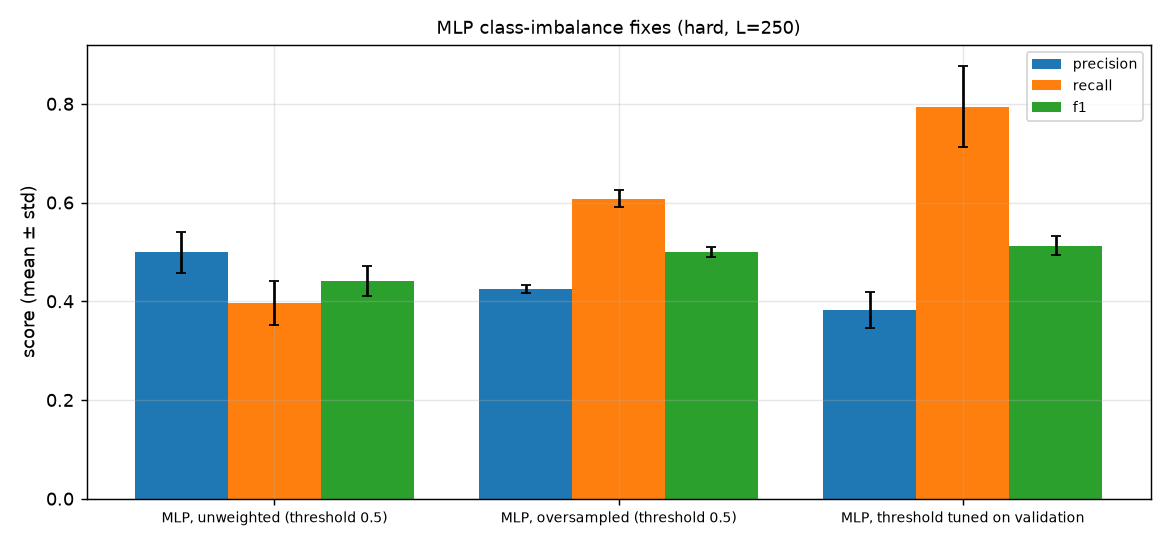 MLP class-imbalance fixes (hard, L=250)
precision
recall
f1
score (mean ± std)
0.8
0.6
0.4
0.2
0.0
MLP, unweighted (threshold 0.5)
MLP, oversampled (threshold 0.5)
MLP, threshold tuned on validation